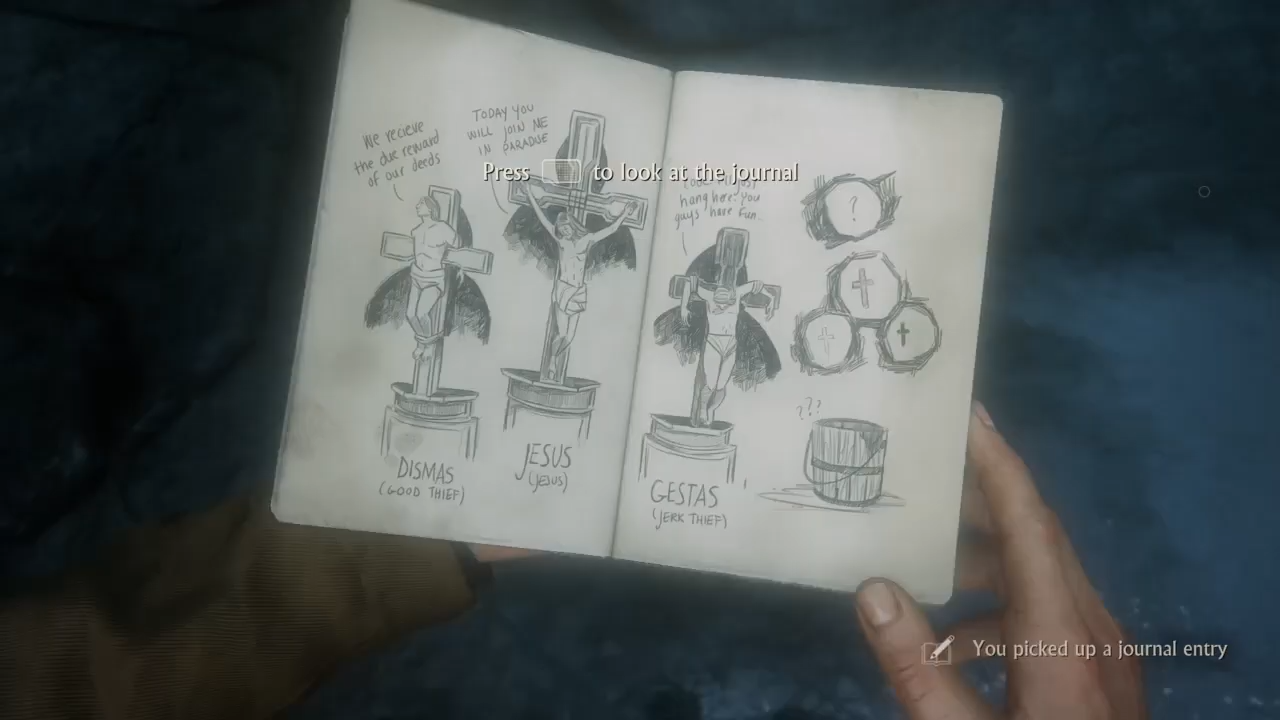 We recieve
the due reward
of our deeds
TODAY YOU
WILL JOIN ME
IN PARADISE
Press to look at the journal
hang here. You
guys have fun.
?
???
DISMAS
(GOOD THIEF)
JESUS
(JESUS)
GESTAS
(JERK THIEF)
You picked up a journal entry